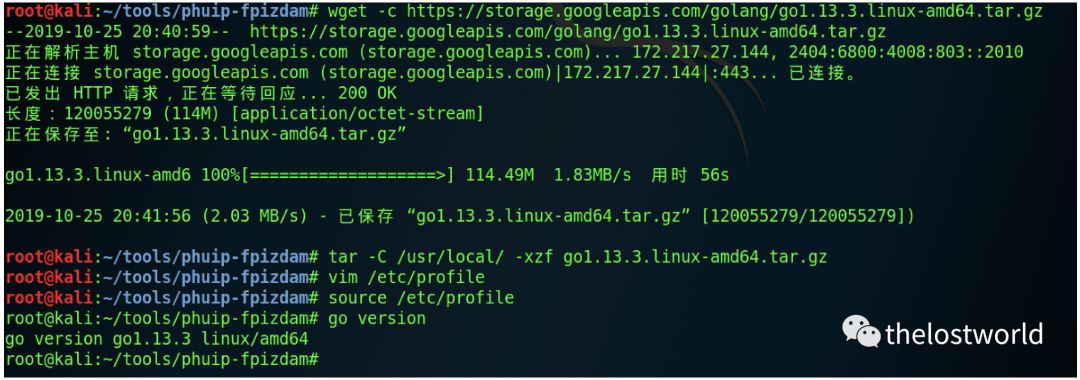 root@kali:~/tools/phuip-fpizdam# wget -c https://storage.googleapis.com/golang/go1.13.3.linux-amd64.tar.gz
--2019-10-25 20:40:59--  https://storage.googleapis.com/golang/go1.13.3.linux-amd64.tar.gz
正在解析主机 storage.googleapis.com (storage.googleapis.com)... 172.217.27.144, 2404:6800:4008:803::2010
正在连接 storage.googleapis.com (storage.googleapis.com)|172.217.27.144|:443... 已连接。
已发出 HTTP 请求，正在等待回应... 200 OK
长度：120055279 (114M) [application/octet-stream]
正在保存至: “go1.13.3.linux-amd64.tar.gz”
go1.13.3.linux-amd6 100%[===================>] 114.49M  1.83MB/s  用时 56s
2019-10-25 20:41:56 (2.03 MB/s) - 已保存 “go1.13.3.linux-amd64.tar.gz” [120055279/120055279])
root@kali:~/tools/phuip-fpizdam# tar -C /usr/local/ -xzf go1.13.3.linux-amd64.tar.gz
root@kali:~/tools/phuip-fpizdam# vim /etc/profile
root@kali:~/tools/phuip-fpizdam# source /etc/profile
root@kali:~/tools/phuip-fpizdam# go version
go version go1.13.3 linux/amd64
root@kali:~/tools/phuip-fpizdam#
thelostworld